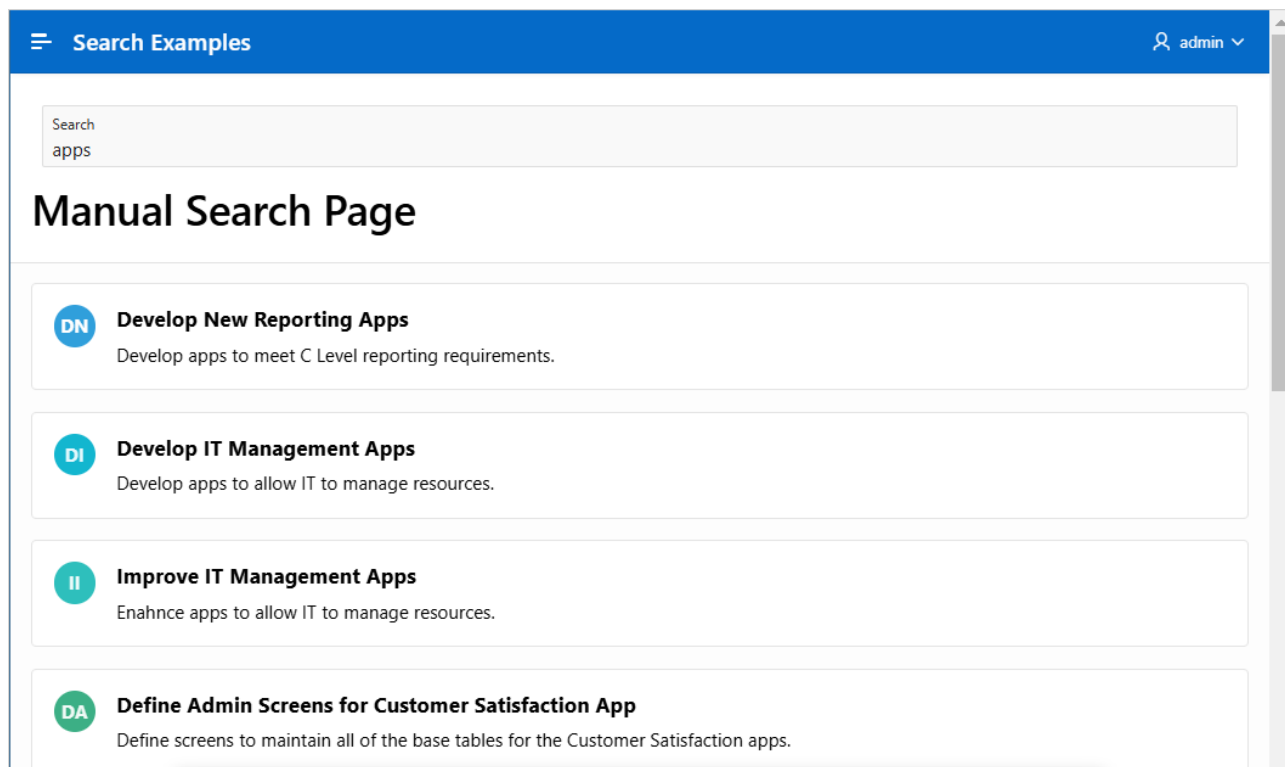 Search Examples
admin
Search
apps
Manual Search Page
DN
Develop New Reporting Apps
Develop apps to meet C Level reporting requirements.
DI
Develop IT Management Apps
Develop apps to allow IT to manage resources.
II
Improve IT Management Apps
Enahnce apps to allow IT to manage resources.
DA
Define Admin Screens for Customer Satisfaction App
Define screens to maintain all of the base tables for the Customer Satisfaction apps.